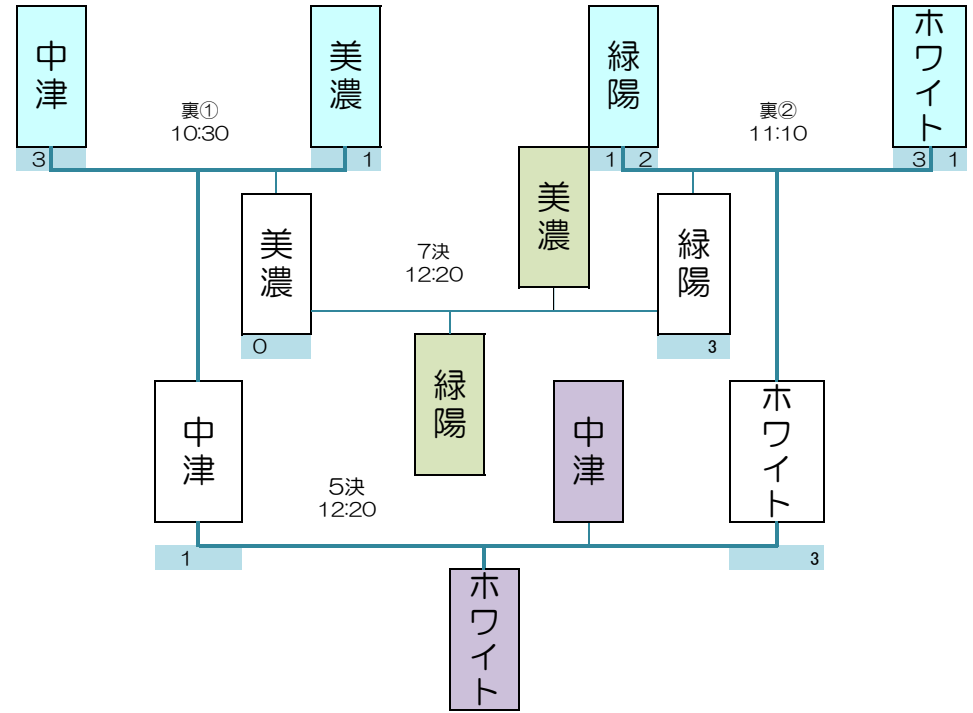 中津
美濃
緑陽
ホワイト
裏①
10:30
裏②
11:10
3
1
1 2
3 1
美濃
美濃
緑陽
7決
12:20
0
3
緑陽
中津
中津
ホワイト
5決
12:20
1
3
ホワイト